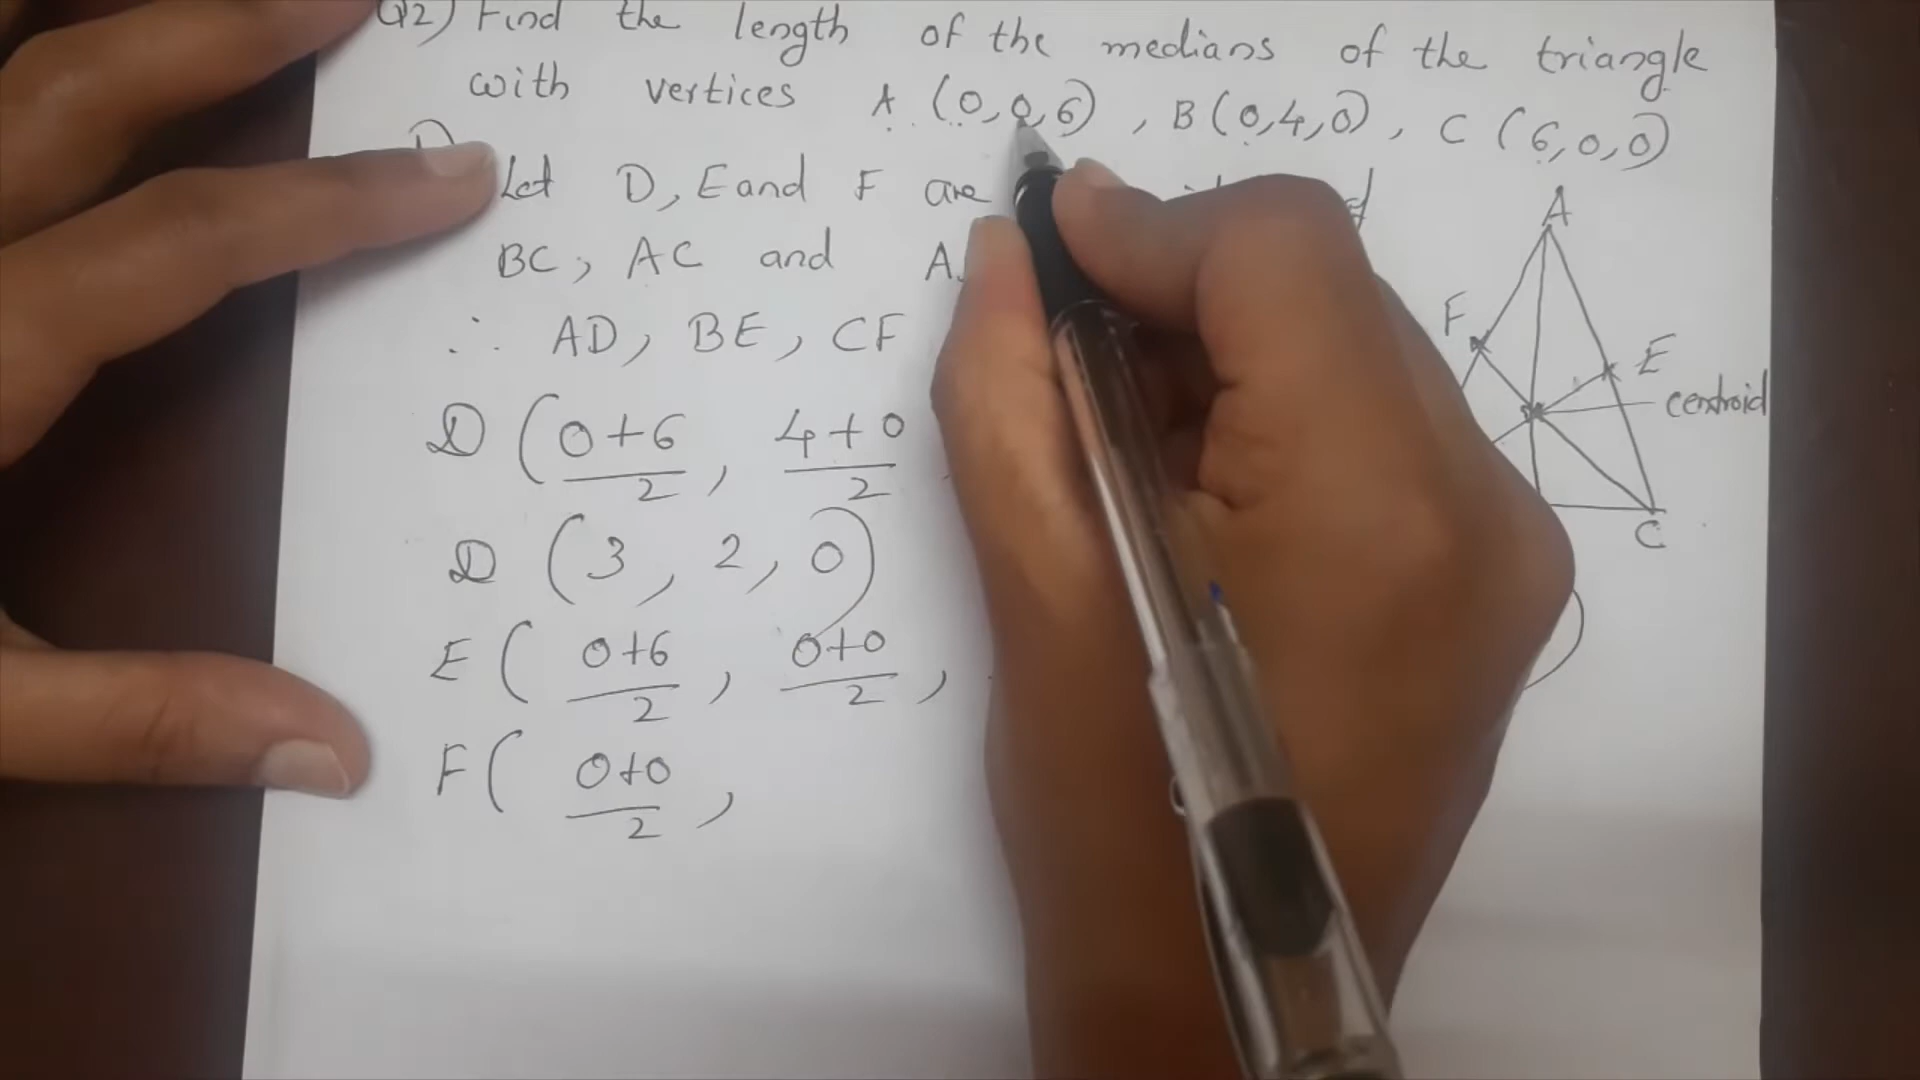 Q2) Find the length of the medians of the triangle
with vertices A (0,0,6) , B (0,4,0) , C (6,0,0)
Let D, E and F are of
BC, AC and
∴ AD, BE, CF
D ( 0+6/2 , 4+0/2
D (3, 2, 0)
E ( 0+6/2 , 0+0/2 ,
F ( 0+0/2 ,
A
F
E
centroid
C